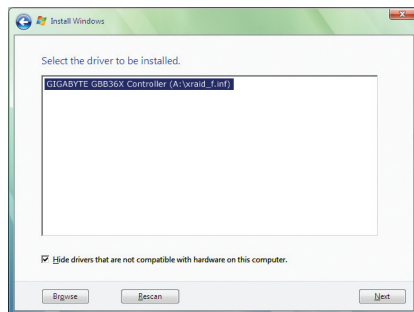 Install Windows
Select the driver to be installed.
GIGABYTE GBB36X Controller (A:\xraid_f.inf)
Hide drivers that are not compatible with hardware on this computer.
Browse
Rescan
Next